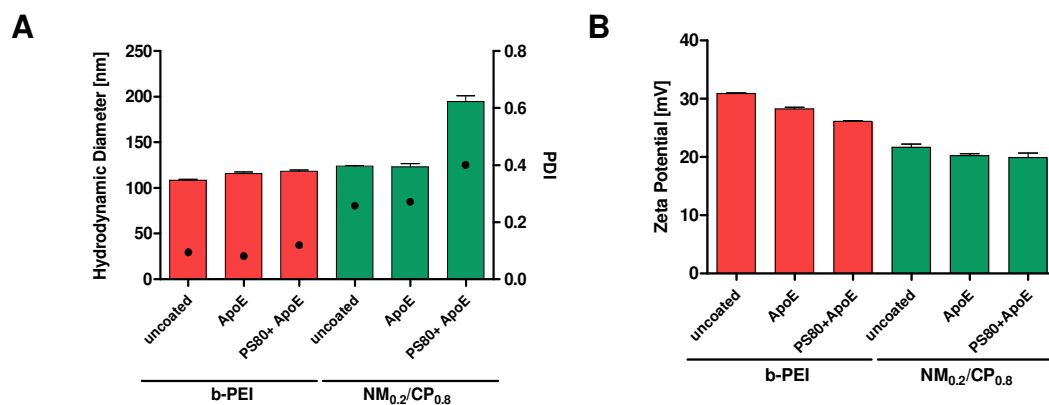 A
Hydrodynamic Diameter [nm]
250
200
150
100
50
0
0.8
0.6
0.4
0.2
0.0
PDI
uncoated
ApoE
PS80+ ApoE
uncoated
ApoE
PS80+ ApoE
b-PEI
NM0.2/CP0.8
B
Zeta Potential [mV]
40
30
20
10
0
uncoated
ApoE
PS80+ApoE
uncoated
ApoE
PS80+ApoE
b-PEI
NM0.2/CP0.8